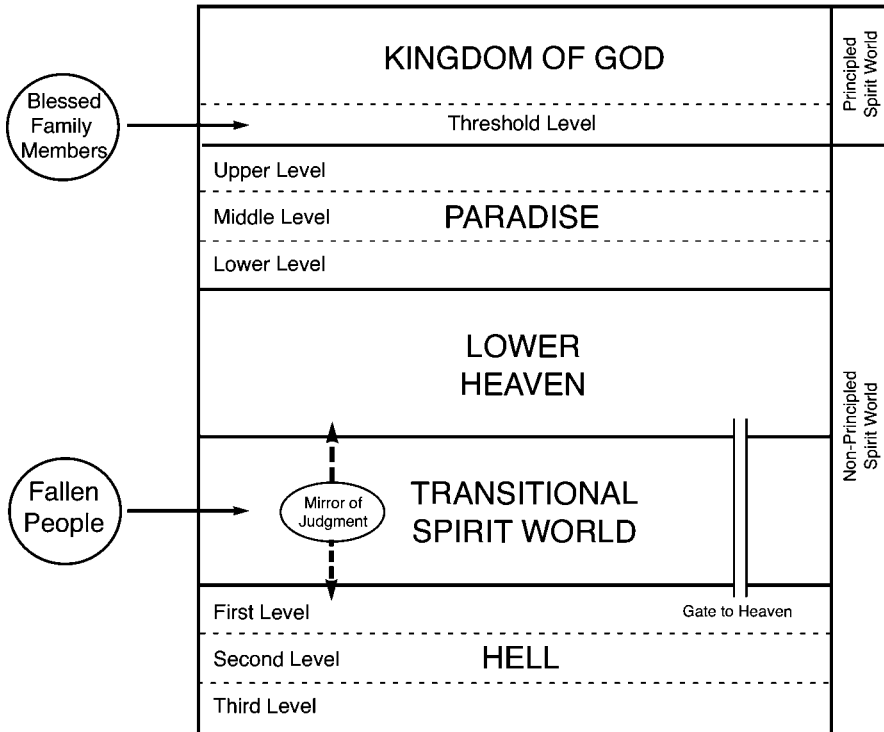 KINGDOM OF GOD
Principled
Spirit World
Blessed
Family
Members
Threshold Level
Upper Level
Middle Level
PARADISE
Lower Level
LOWER
HEAVEN
Non-Principled
Spirit World
Fallen
People
Mirror of
Judgment
TRANSITIONAL
SPIRIT WORLD
First Level
Gate to Heaven
Second Level
HELL
Third Level